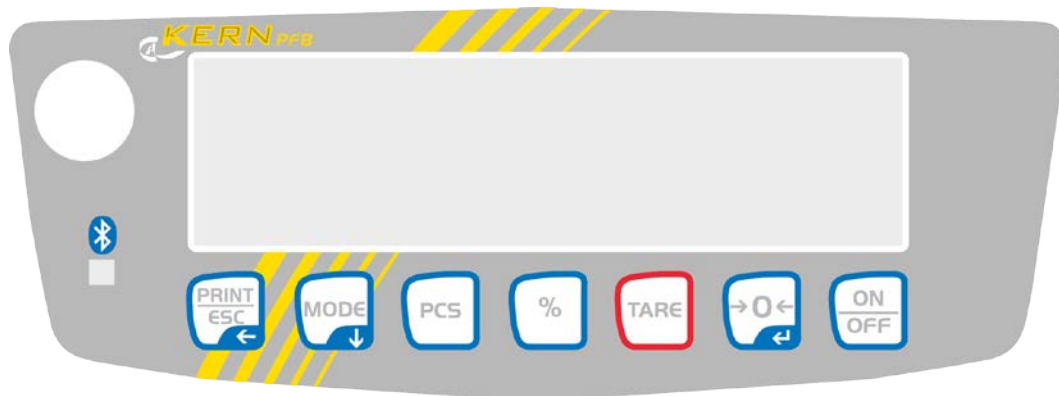 KERN PFB
PRINT
ESC
MODE
PCS
%
TARE
→0←
ON
OFF